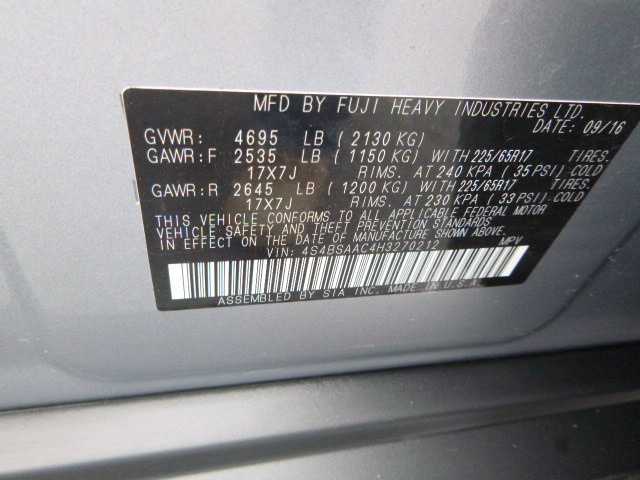 MFD BY FUJI HEAVY INDUSTRIES LTD.
DATE: 09/16
GVWR: 4695 LB (2130 KG)
GAWR:F 2535 LB (1150 KG) WITH 225/65R17 TIRES.
17X7J RIMS. AT 240 KPA (35 PSI) COLD
GAWR:R 2645 LB (1200 KG) WITH 225/65R17 TIRES.
17X7J RIMS. AT 230 KPA (33 PSI) COLD
THIS VEHICLE CONFORMS TO ALL APPLICABLE FEDERAL MOTOR
VEHICLE SAFETY AND THEFT PREVENTION STANDARDS
IN EFFECT ON THE DATE OF MANUFACTURE SHOWN ABOVE.
VIN: 4S4BSAAC4H3270212 MPV
ASSEMBLED BY SIA INC. MADE IN U.S.A.